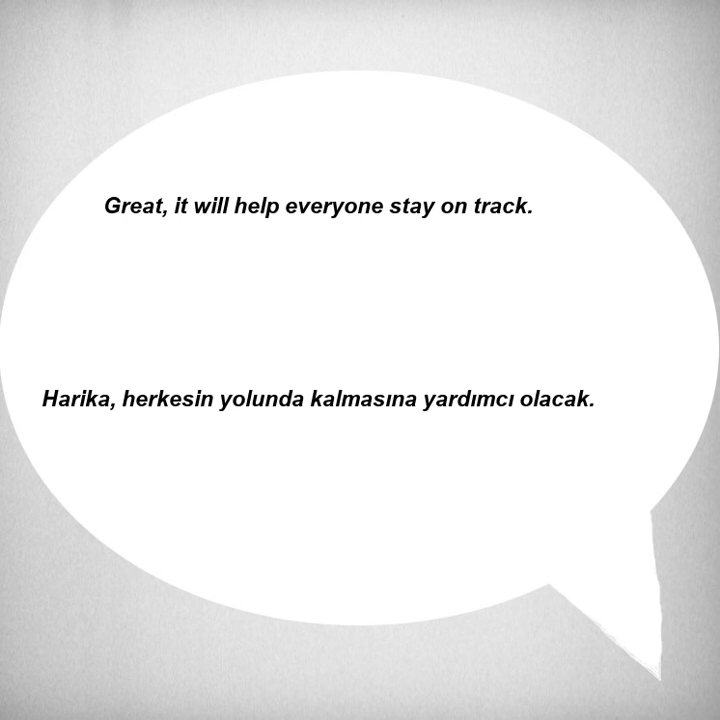 Great, it will help everyone stay on track.
Harika, herkesin yolunda kalmasına yardımcı olacak.